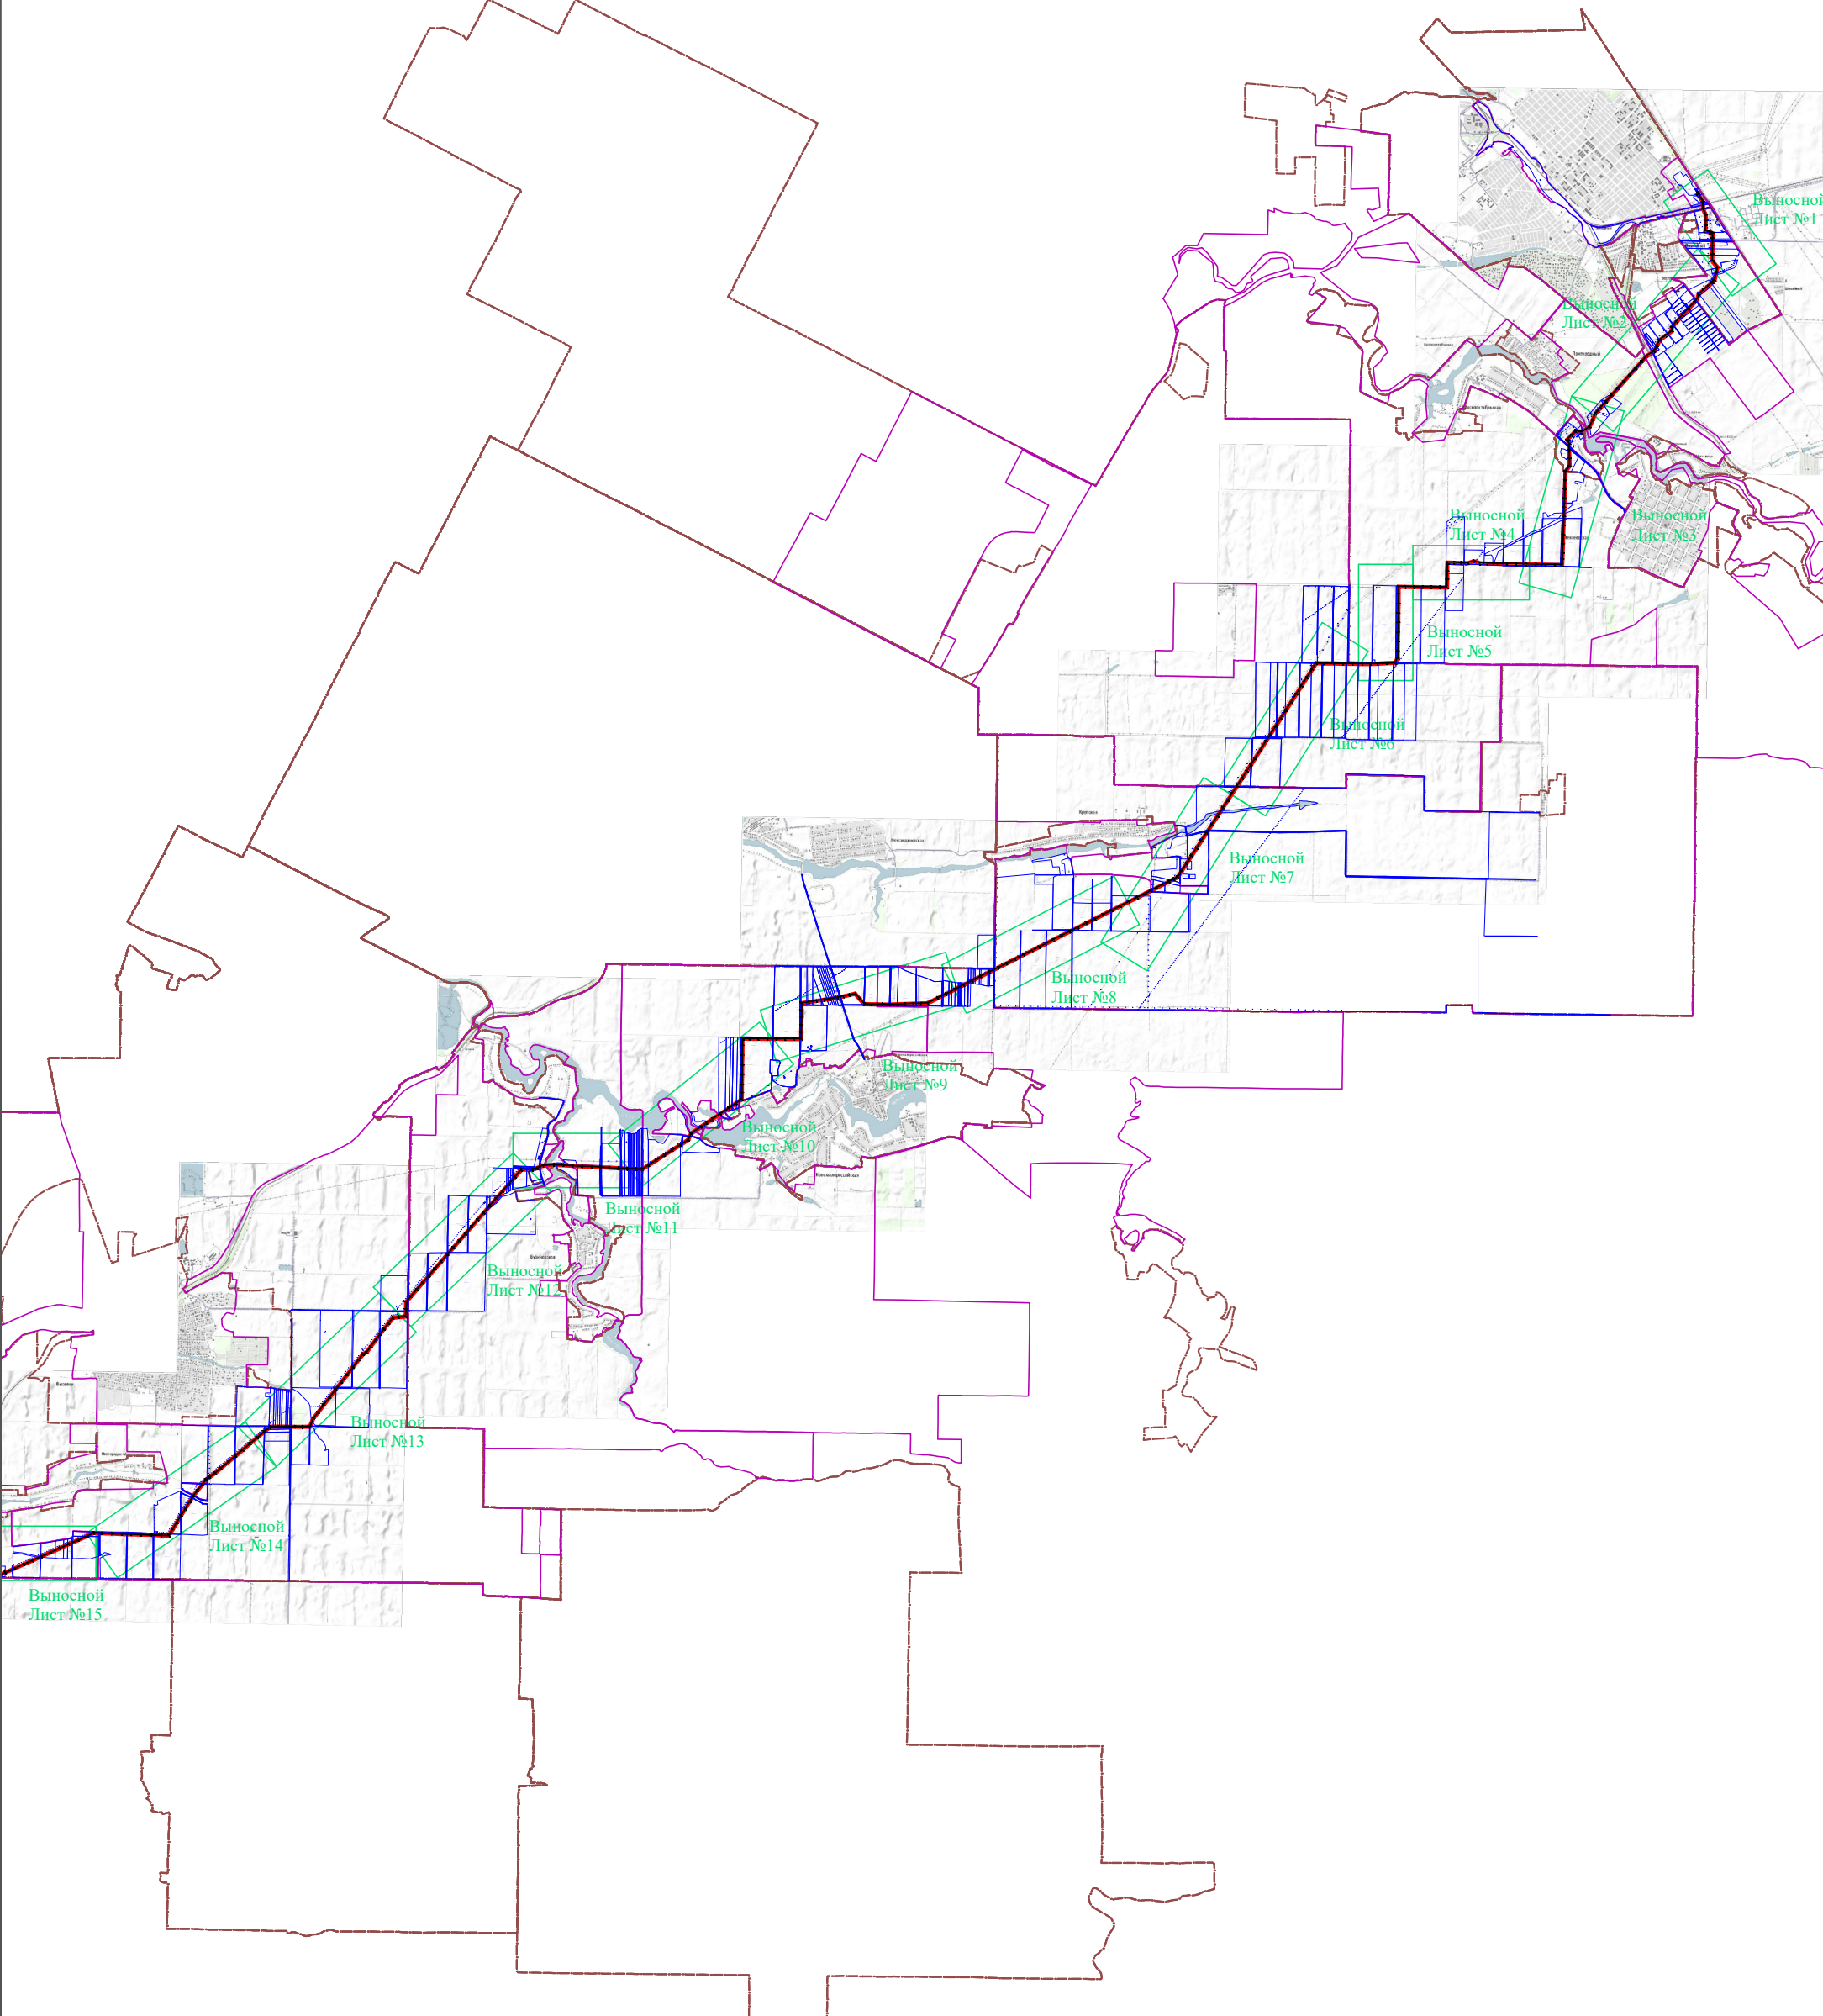 Выносной
Лист №1
Выносной
Лист №2
Пригородный
Выносной
Лист №4
Выносной
Лист №3
Выносной
Лист №5
Выносной
Лист №6
Выносной
Лист №7
Выносной
Лист №8
Выносной
Лист №9
Выносной
Лист №10
Выносной
Лист №11
Выносной
Лист №12
Выносной
Лист №13
Выносной
Лист №14
Выносной
Лист №15